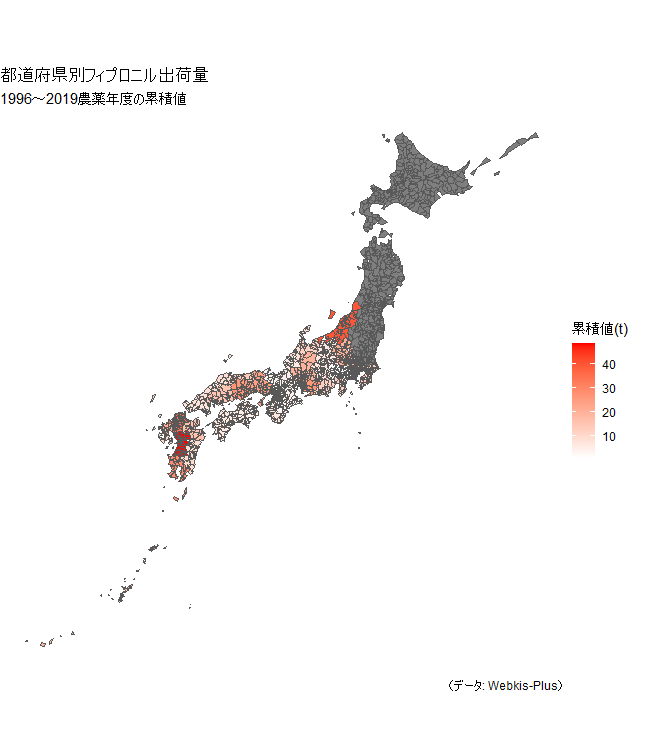 都道府県別フィプロニル出荷量
1996～2019農薬年度の累積値
累積値(t)
40
30
20
10
（データ: Webkis-Plus）